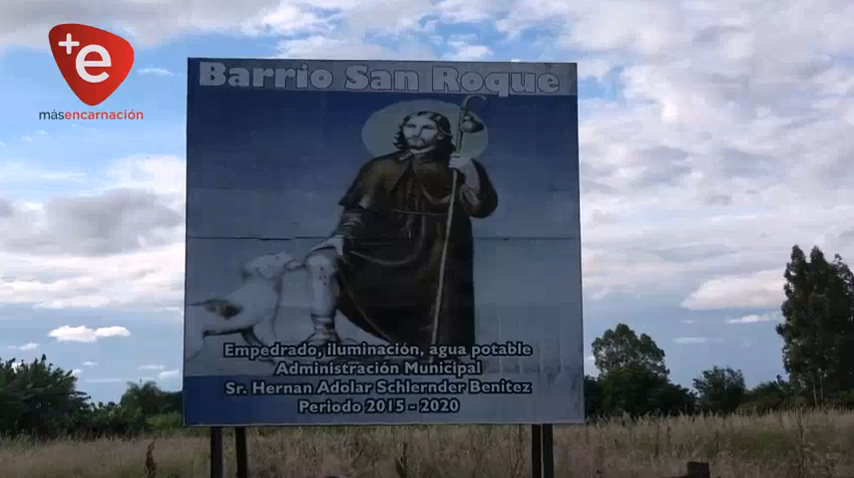 +e
másencarnación
Barrio San Roque
Empedrado, iluminación, agua potable
Administración Municipal
Sr. Hernan Adolar Schlernder Benitez
Periodo 2015 - 2020